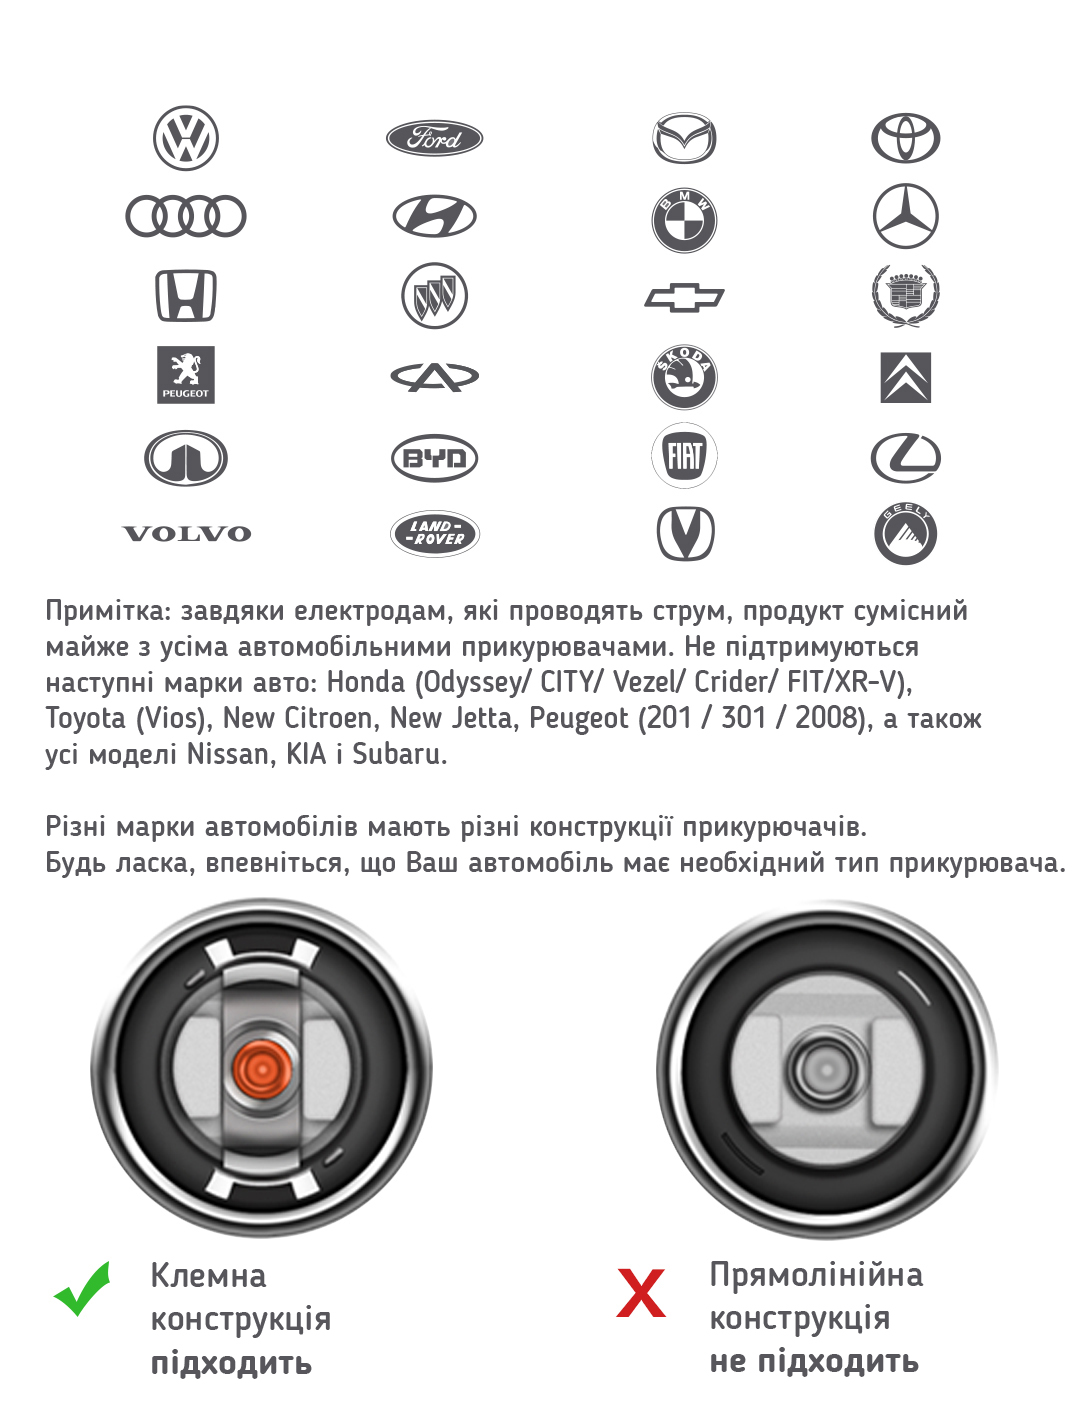 Ford
BMW
PEUGEOT
ŠKODA
BYD
FIAT
VOLVO
LAND-
-ROVER
GEELY
Примітка: завдяки електродам, які проводять струм, продукт сумісний
майже з усіма автомобільними прикурювачами. Не підтримуються
наступні марки авто: Honda (Odyssey/ CITY/ Vezel/ Crider/ FIT/XR-V),
Toyota (Vios), New Citroen, New Jetta, Peugeot (201 / 301 / 2008), а також
усі моделі Nissan, KIA і Subaru.
Різні марки автомобілів мають різні конструкції прикурючачів.
Будь ласка, впевніться, що Ваш автомобіль має необхідний тип прикурювача.
Клемна
конструкція
підходить
Прямолінійна
конструкція
не підходить